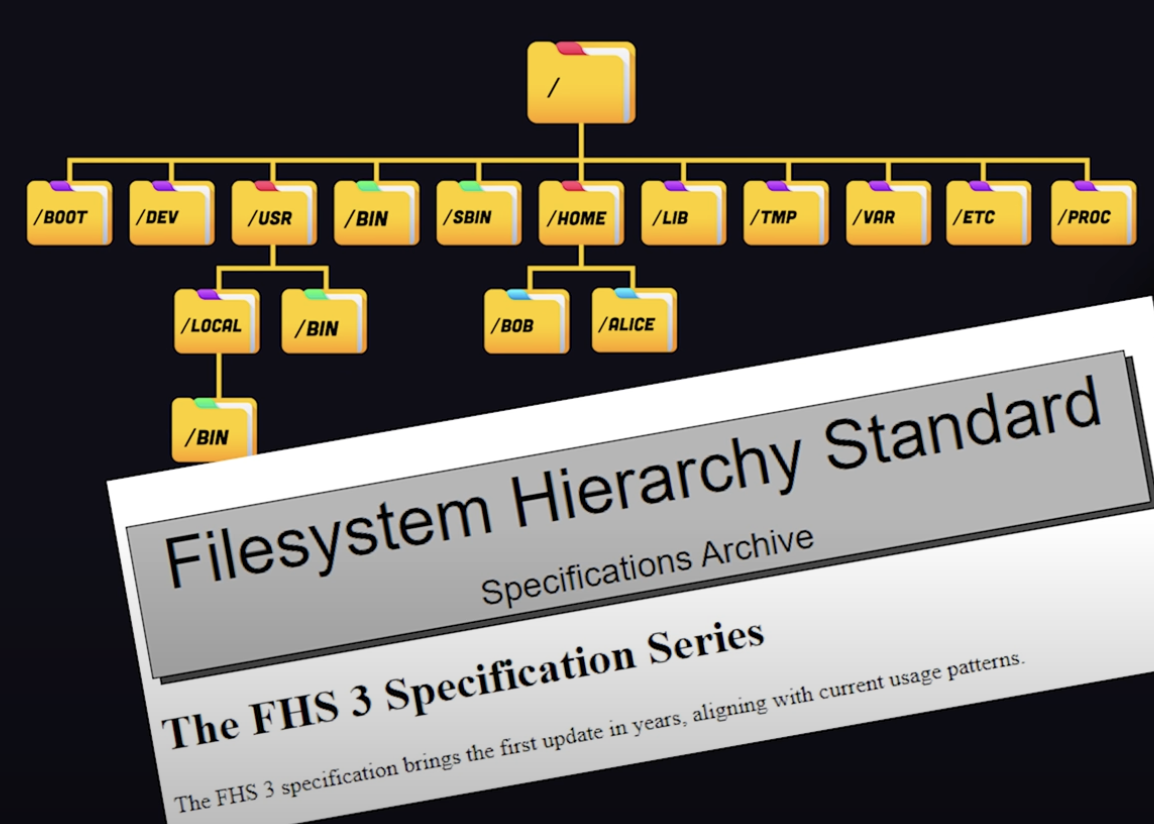 /
/BOOT
/DEV
/USR
/BIN
/SBIN
/HOME
/LIB
/TMP
/VAR
/ETC
/PROC
/LOCAL
/BIN
/BOB
/ALICE
/BIN
Filesystem Hierarchy Standard
Specifications Archive
The FHS 3 Specification Series
The FHS 3 specification brings the first update in years, aligning with current usage patterns.